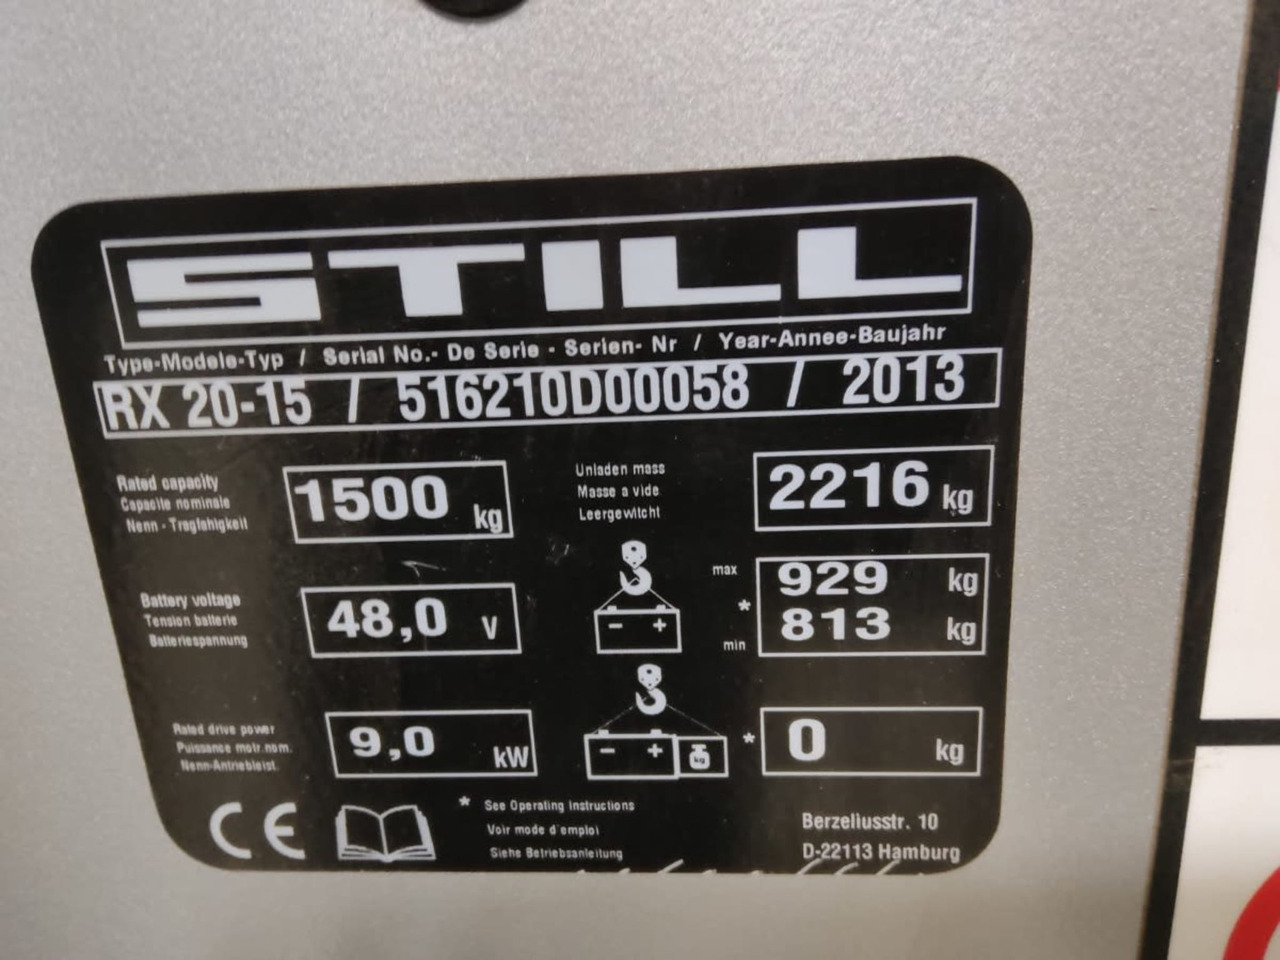 STILL
Type-Modele-Typ / Serial No.- De Serie - Serien- Nr / Year-Annee-Baujahr
RX 20-15 / 516210D00058 / 2013
Rated capacity
Capacite nominale
Nenn - Tragfahigkeit
1500 kg
Unladen mass
Masse a vide
Leergewitcht
2216 kg
Battery voltage
Tension batterie
Batteriespannung
48,0 V
- +
max
*
min
929 kg
813 kg
Rated drive power
Puissance motr.nom.
Nenn-Antriebleist.
9,0 kW
- + kg
* 0 kg
CE
* See Operating Instructions
Voir mode d'emploi
Siehe Betriebsanleitung
Berzeliusstr. 10
D-22113 Hamburg